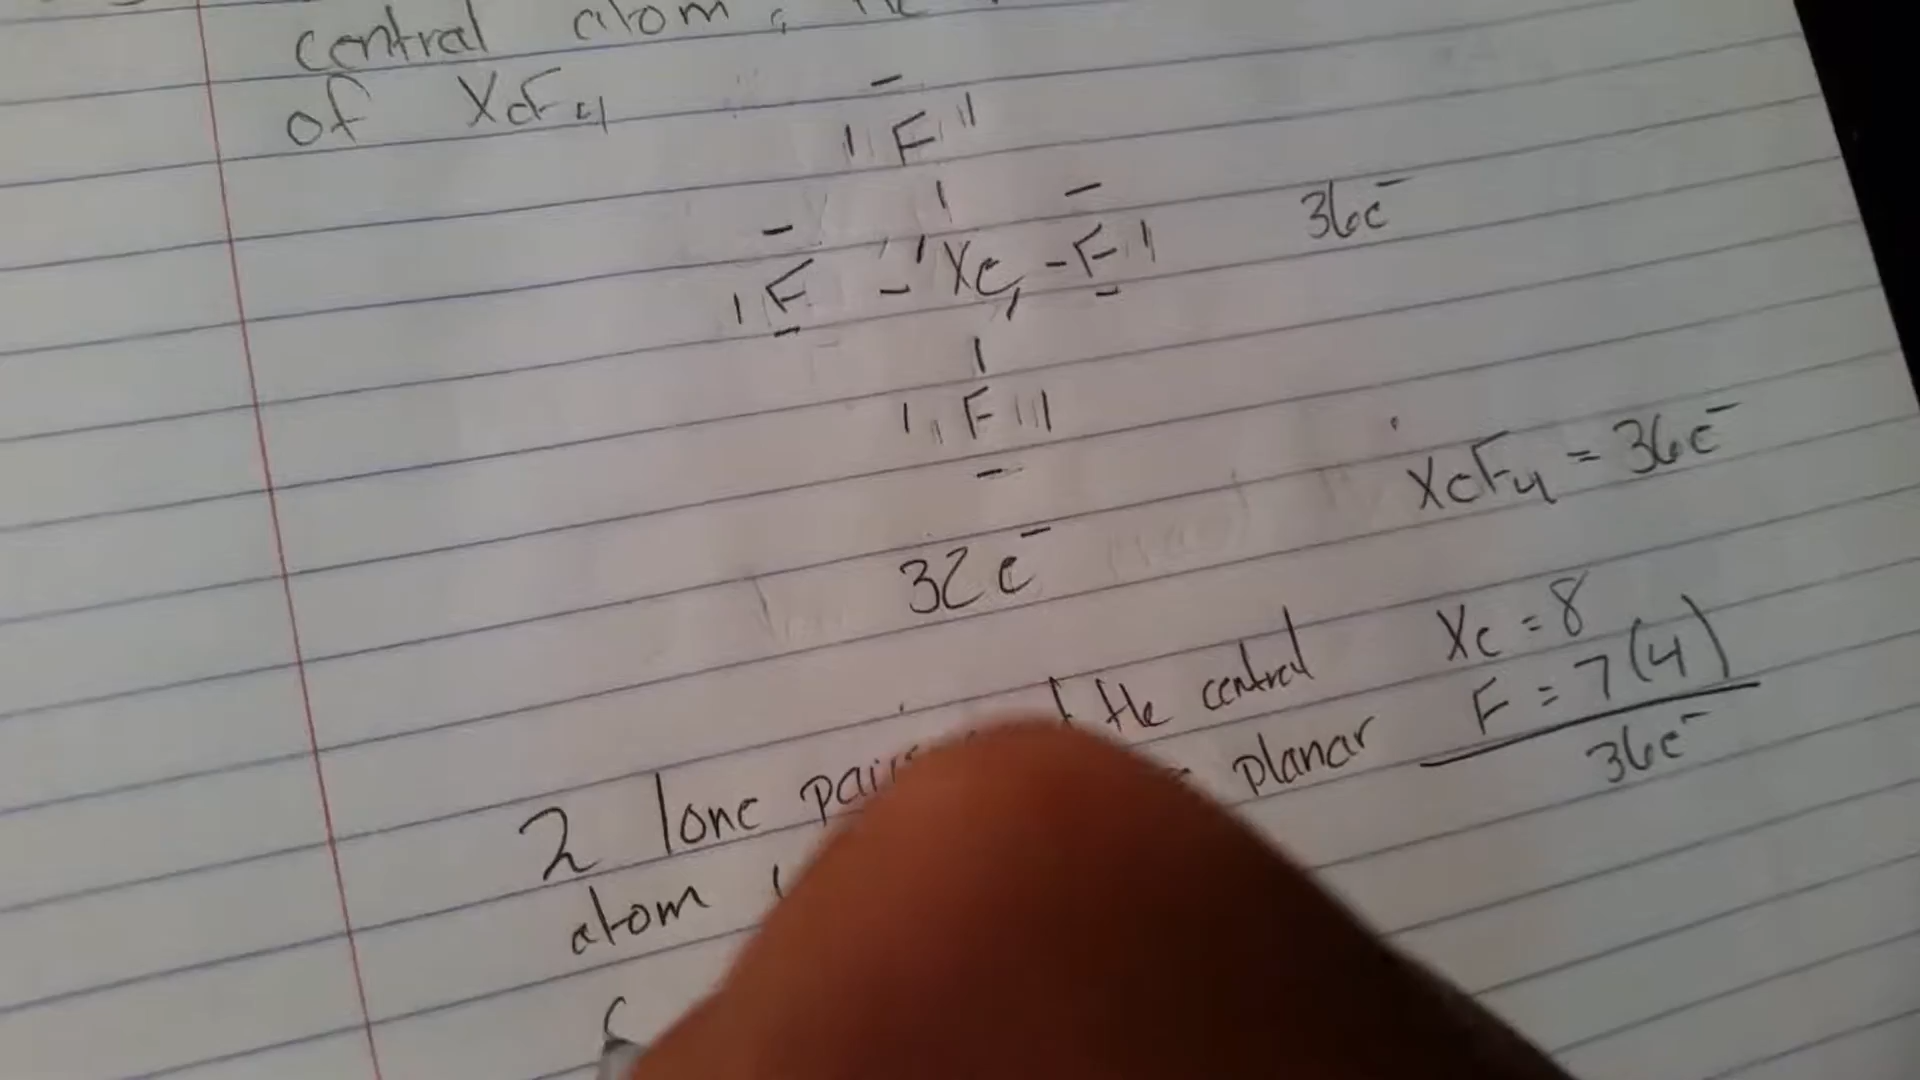 central atom,
of XeF4
F
F - Xe - F 36e⁻
F
XeF4 = 36e⁻
32e⁻
Xe = 8
F = 7(4)
36e⁻
2 lone pairs the central
atom planar